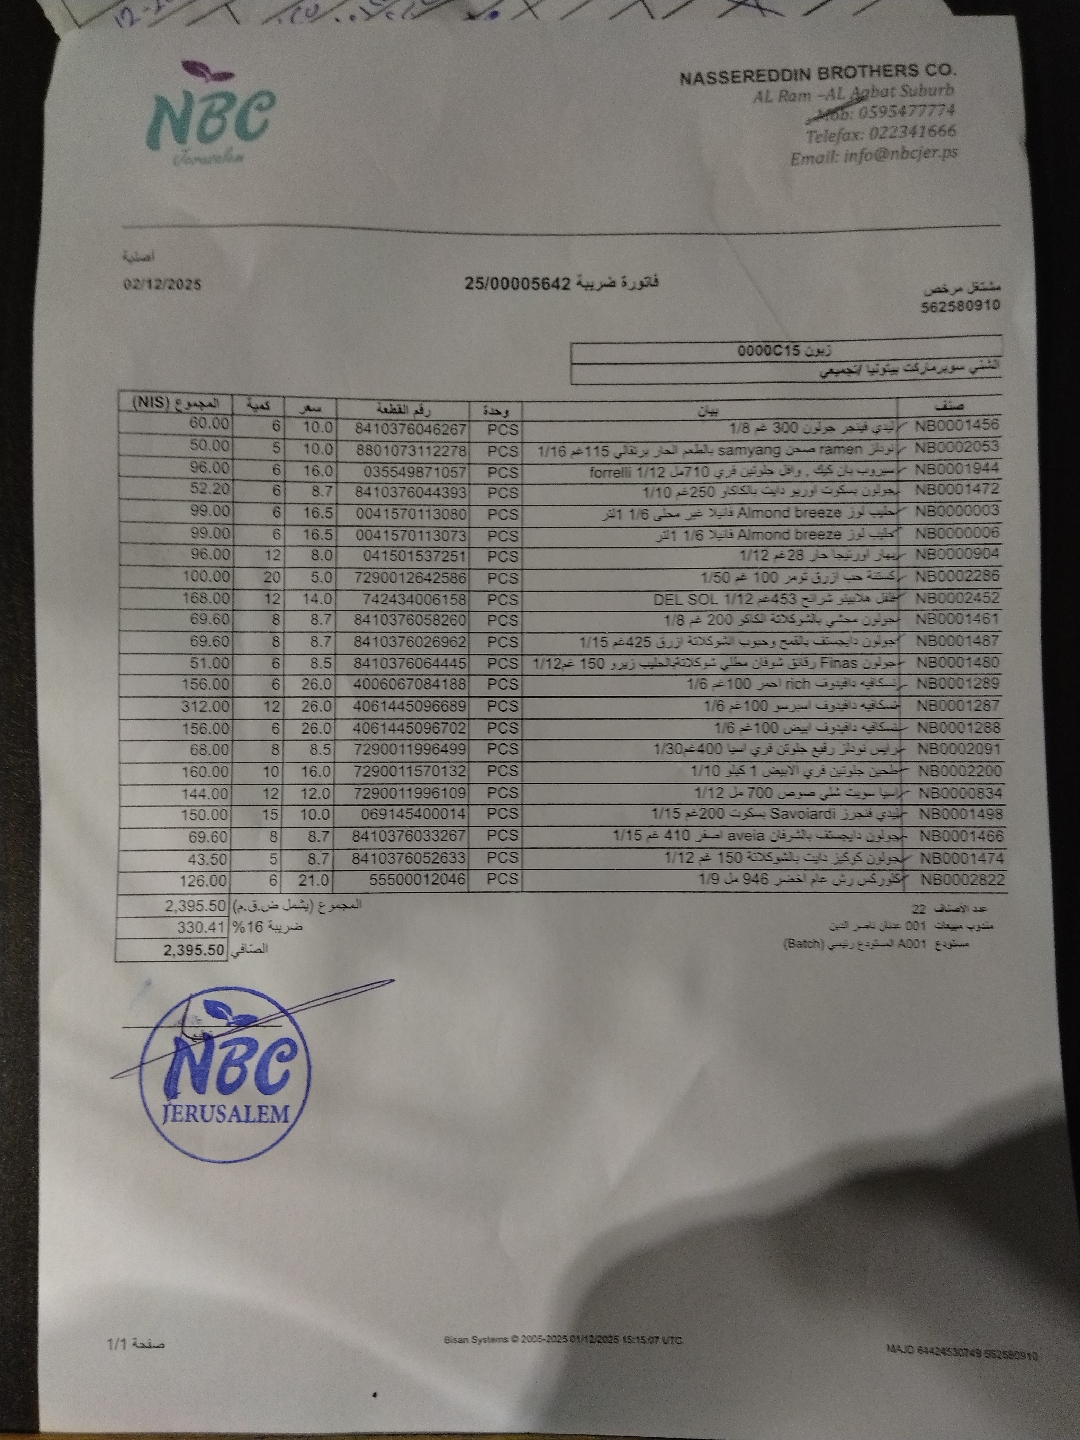 NBC
Jerusalem
NASSEREDDIN BROTHERS CO.
AL Ram –AL Aqbat Suburb
Mob: 0595477774
Telefax: 022341666
Email: info@nbcjer.ps
أصلية
02/12/2025
فاتورة ضريبة 25/00005642
مشتغل مرخص
562580910
زبون 0000C15
الشني سوبرماركت بيتونيا /تجميعي
صنف بيان وحدة رقم القطعة سعر كمية المجموع (NIS)
NB0001456 ليدي فينجر جولون 300 غم 1/8 PCS 8410376046267 10.0 6 60.00
NB0002053 نودلز ramen صحن samyang بالطعم الحار برتقالي 115غم 1/16 PCS 8801073112278 10.0 5 50.00
NB0001944 سيروب بان كيك , وافل جلوتين فري 710مل 1/12 forrelli PCS 035549871057 16.0 6 96.00
NB0001472 جولون بسكوت اوريو دايت بالكاكاو 250غم 1/10 PCS 8410376044393 8.7 6 52.20
NB0000003 حليب لوز Almond breeze فانيلا غير محلى 1/6 1لتر PCS 0041570113080 16.5 6 99.00
NB0000006 حليب لوز Almond breeze فانيلا 1/6 1لتر PCS 0041570113073 16.5 6 99.00
NB0000904 بهار اورتيجا حار 28غم 1/12 PCS 041501537251 8.0 12 96.00
NB0002286 كستنة حب ازرق تومر 100 غم 1/50 PCS 7290012642586 5.0 20 100.00
NB0002452 فلفل هلابينو شرائح 453غم 1/12 DEL SOL PCS 742434006158 14.0 12 168.00
NB0001461 جولون محشي بالشوكلاتة الكاكو 200 غم 1/8 PCS 8410376058260 8.7 8 69.60
NB0001487 جولون دايجستف بالقمح وحبوب الشوكلاتة ازرق 425غم 1/15 PCS 8410376026962 8.7 8 69.60
NB0001480 جولون Finas رقائق شوفان مطلي شوكلاتةبالحليب زيرو 150 غم1/12 PCS 8410376064445 8.5 6 51.00
NB0001289 نسكافيه دافيدوف rich احمر 100غم 1/6 PCS 4006067084188 26.0 6 156.00
NB0001287 نسكافيه دافيدوف اسبرسو 100غم 1/6 PCS 4061445096689 26.0 12 312.00
NB0001288 نسكافيه دافيدوف ابيض 100غم 1/6 PCS 4061445096702 26.0 6 156.00
NB0002091 رايس نودلز رفيع جلوتن فري اسيا 400غم1/30 PCS 7290011996499 8.5 8 68.00
NB0002200 طحين جلوتين فري الابيض 1 كيلو 1/10 PCS 7290011570132 16.0 10 160.00
NB0000834 اسيا سويت شلي صوص 700 مل 1/12 PCS 7290011996109 12.0 12 144.00
NB0001498 ليدي فنجرز Savoiardi بسكوت 200غم 1/15 PCS 069145400014 10.0 15 150.00
NB0001466 جولون دايجستف بالشوفان avela اصفر 410 غم 1/15 PCS 8410376033267 8.7 8 69.60
NB0001474 جولون كوكيز دايت بالشوكلاتة 150 غم 1/12 PCS 8410376052633 8.7 5 43.50
NB0002822 كلوركس رش عام اخضر 946 مل 1/9 PCS 55500012046 21.0 6 126.00
المجموع (يشمل ض.ق.م) 2,395.50
ضريبة 16% 330.41
الصافي 2,395.50
عدد الأصناف 22
مندوب مبيعات 001 عدنان ناصر الدين
مستودع A001 المستودع رئيسي (Batch)
NBC
JERUSALEM
صفحة 1/1
Bisan Systems © 2005-2025 01/12/2025 15:15:07 UTC
MAJD 64424530749 562580910